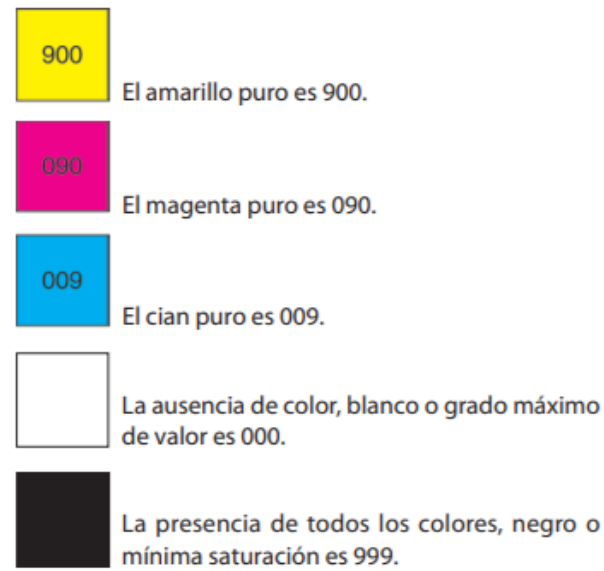 900
El amarillo puro es 900.
090
El magenta puro es 090.
009
El cian puro es 009.
La ausencia de color, blanco o grado máximo
de valor es 000.
La presencia de todos los colores, negro o
mínima saturación es 999.